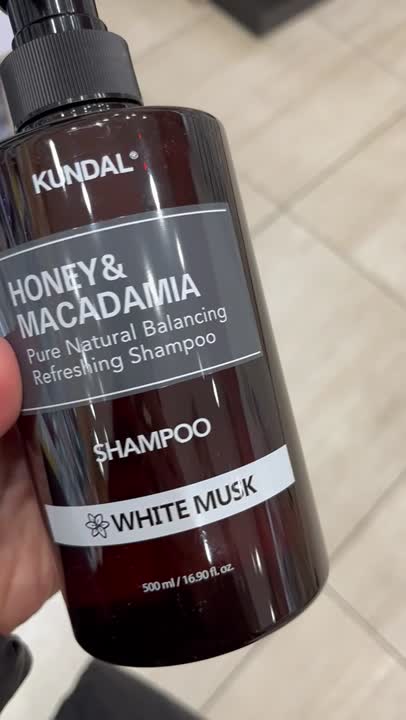 KUNDAL®
HONEY&
MACADAMIA
Pure Natural Balancing
Refreshing Shampoo
SHAMPOO
WHITE MUSK
500 ml / 16.90 fl. oz.